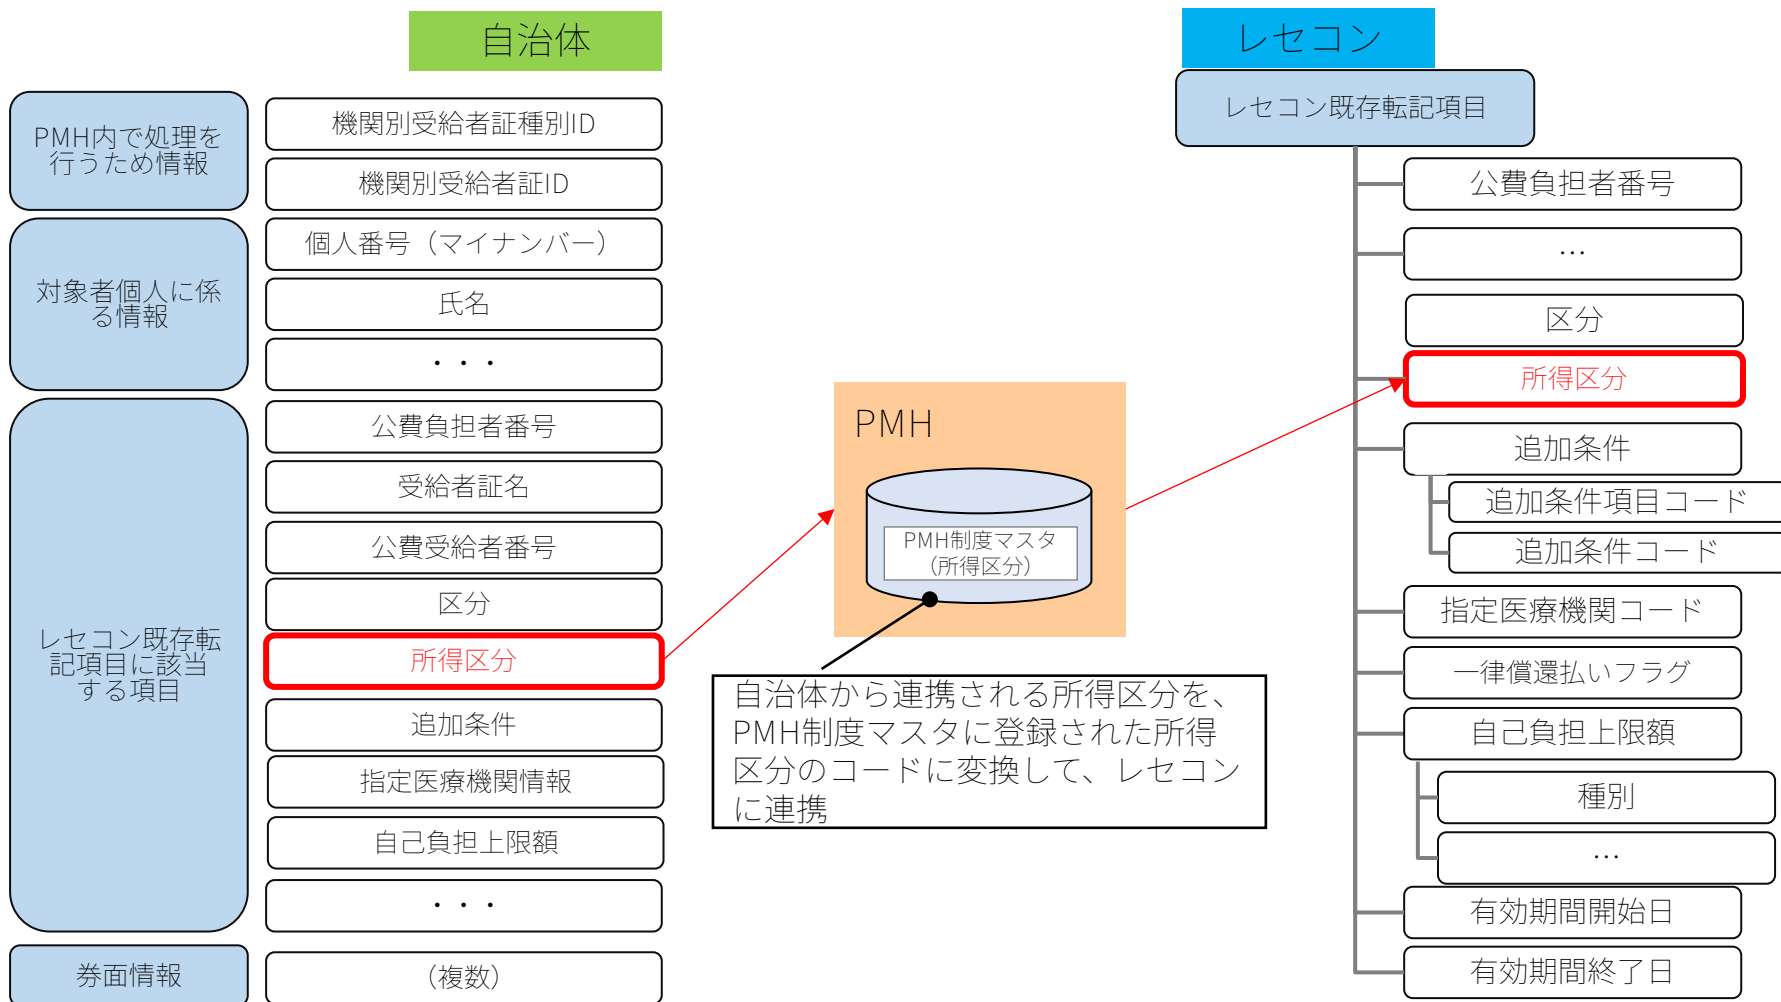 自治体
PMH内で処理を
行うため情報
機関別受給者証種別ID
機関別受給者証ID
対象者個人に係
る情報
個人番号（マイナンバー）
氏名
・・・
レセコン既存転
記項目に該当
する項目
公費負担者番号
受給者証名
公費受給者番号
区分
所得区分
追加条件
指定医療機関情報
自己負担上限額
・・・
券面情報
（複数）
PMH
PMH制度マスタ
（所得区分）
自治体から連携される所得区分を、
PMH制度マスタに登録された所得
区分のコードに変換して、レセコン
に連携
レセコン
レセコン既存転記項目
公費負担者番号
…
区分
所得区分
追加条件
追加条件項目コード
追加条件コード
指定医療機関コード
一律償還払いフラグ
自己負担上限額
種別
…
有効期間開始日
有効期間終了日